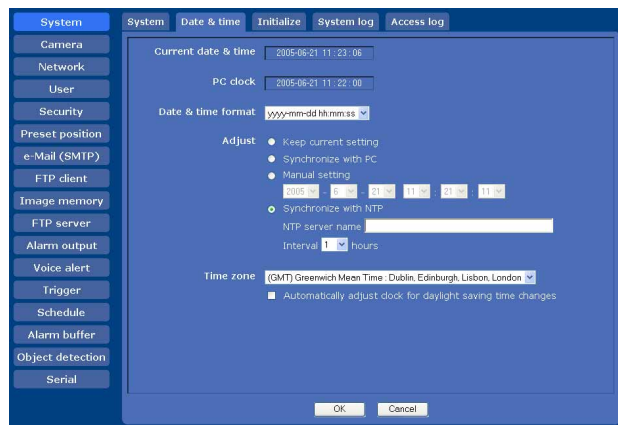 System
Camera
Network
User
Security
Preset position
e-Mail (SMTP)
FTP client
Image memory
FTP server
Alarm output
Voice alert
Trigger
Schedule
Alarm buffer
Object detection
Serial
System Date & time Initialize System log Access log
Current date & time 2005-06-21 11:23:06
PC clock 2005-06-21 11:22:00
Date & time format yyyy-mm-dd hh:mm:ss
Adjust Keep current setting
Synchronize with PC
Manual setting
2005 - 6 - 21 11 : 21 : 11
Synchronize with NTP
NTP server name
Interval 1 hours
Time zone (GMT) Greenwich Mean Time : Dublin, Edinburgh, Lisbon, London
Automatically adjust clock for daylight saving time changes
OK Cancel